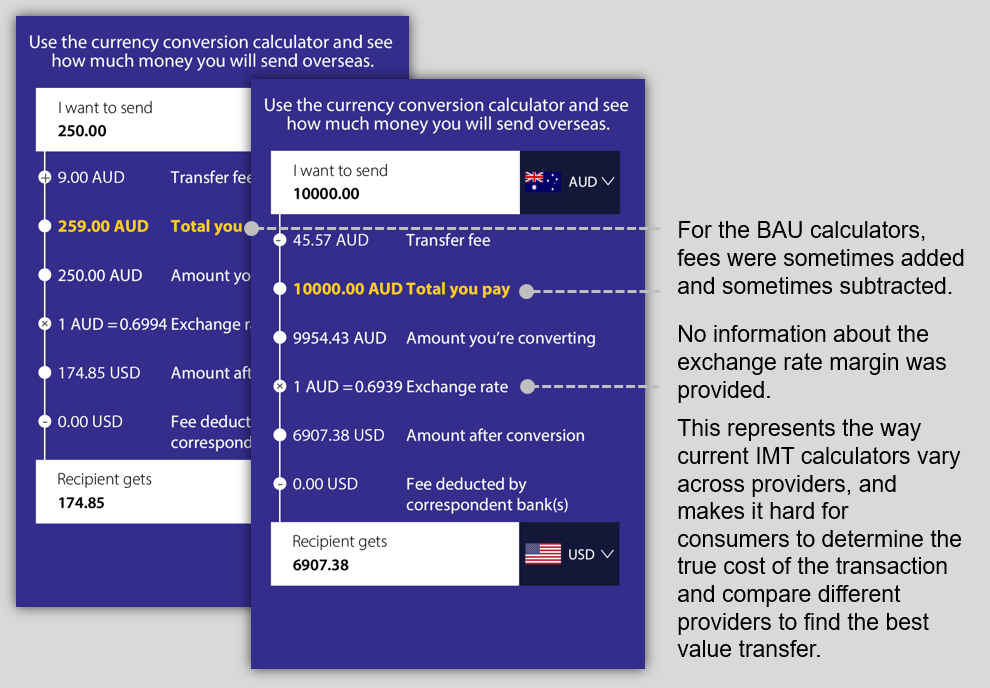 Use the currency conversion calculator and see
how much money you will send overseas.
I want to send
250.00
9.00 AUD Transfer fee
259.00 AUD Total you
250.00 AUD Amount yo
1 AUD = 0.6994 Exchange r
174.85 USD Amount aft
0.00 USD Fee deduct
correspond
Recipient gets
174.85
Use the currency conversion calculator and see
how much money you will send overseas.
I want to send
10000.00
AUD
45.57 AUD Transfer fee
10000.00 AUD Total you pay
9954.43 AUD Amount you're converting
1 AUD = 0.6939 Exchange rate
6907.38 USD Amount after conversion
0.00 USD Fee deducted by
correspondent bank(s)
Recipient gets
6907.38
USD
For the BAU calculators,
fees were sometimes added
and sometimes subtracted.
No information about the
exchange rate margin was
provided.
This represents the way
current IMT calculators vary
across providers, and
makes it hard for
consumers to determine the
true cost of the transaction
and compare different
providers to find the best
value transfer.